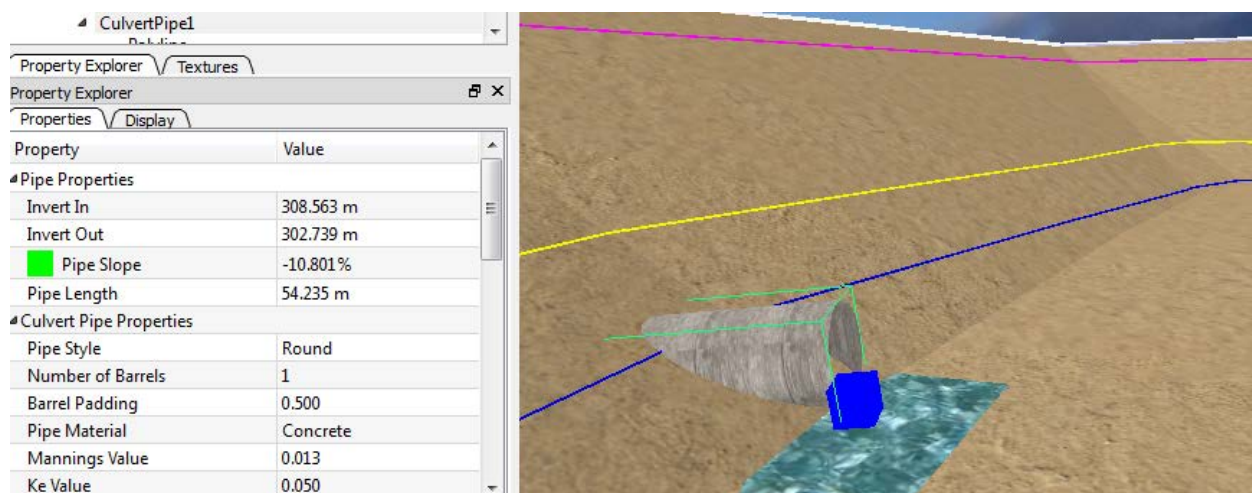 CulvertPipe1
Polyline
Property Explorer Textures
Property Explorer
Properties Display
Property Value
Pipe Properties
Invert In 308.563 m
Invert Out 302.739 m
Pipe Slope -10.801%
Pipe Length 54.235 m
Culvert Pipe Properties
Pipe Style Round
Number of Barrels 1
Barrel Padding 0.500
Pipe Material Concrete
Mannings Value 0.013
Ke Value 0.050